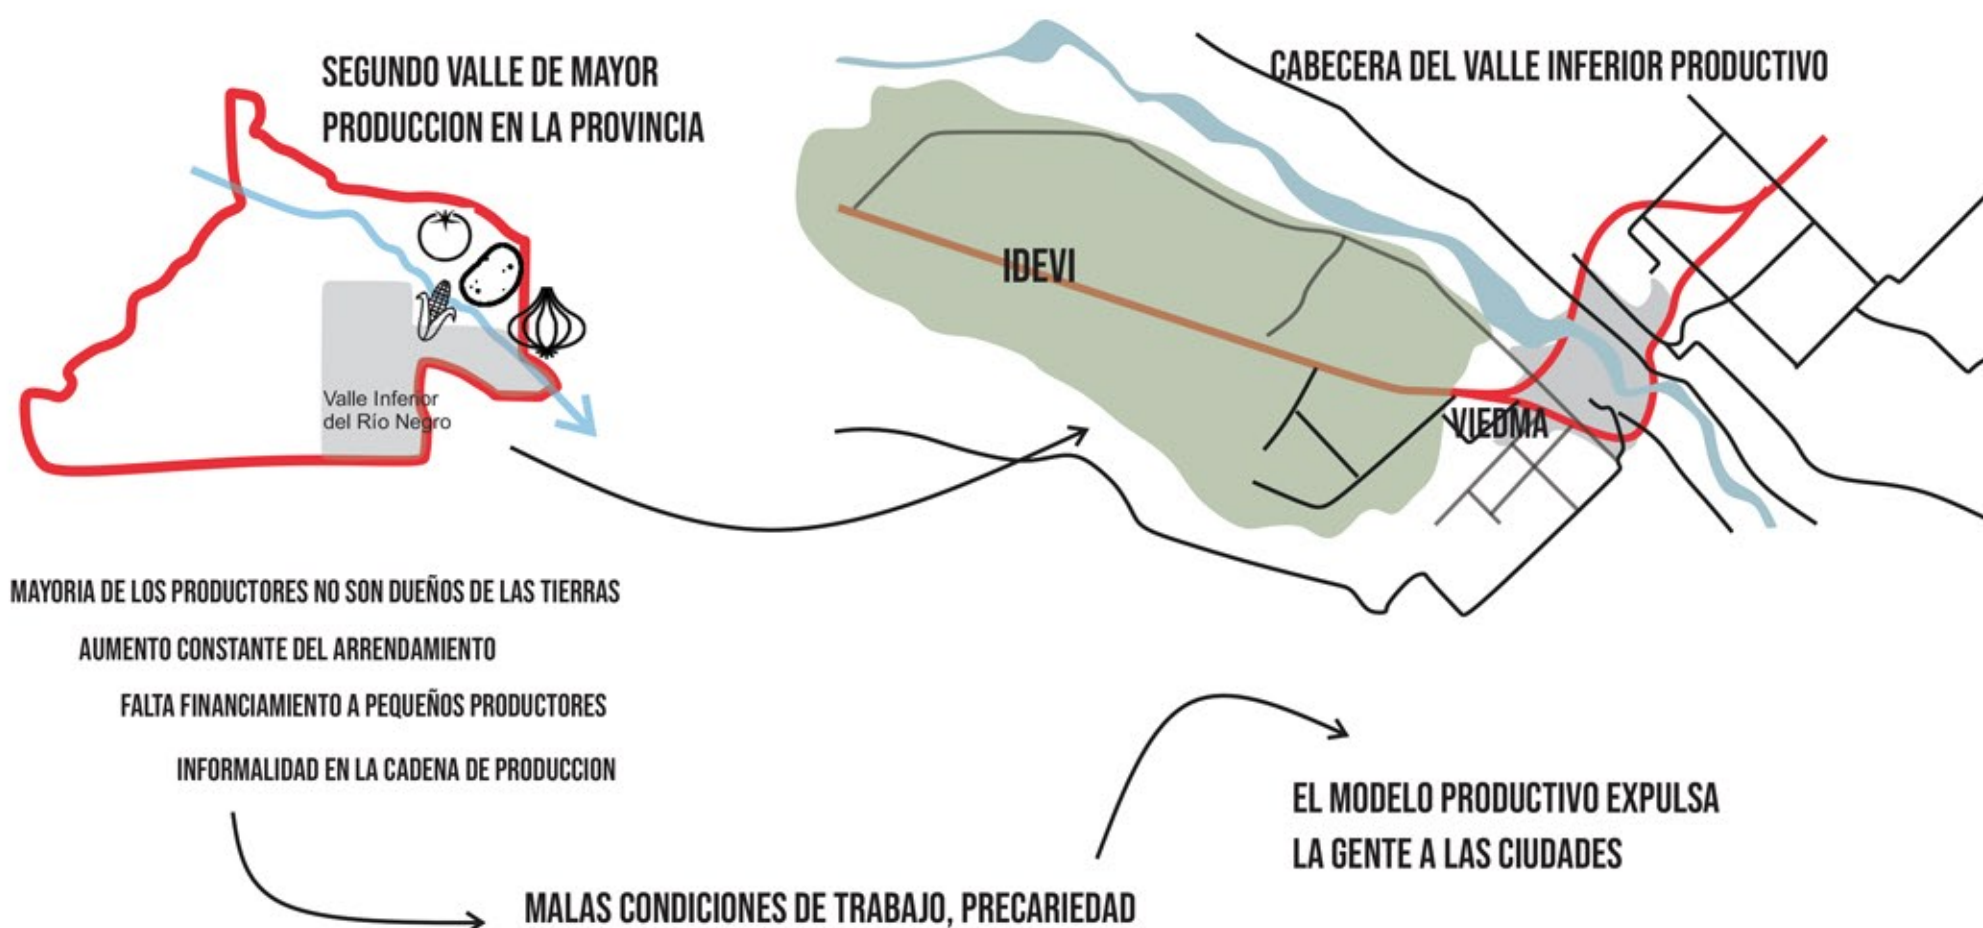 SEGUNDO VALLE DE MAYOR
PRODUCCION EN LA PROVINCIA
CABECERA DEL VALLE INFERIOR PRODUCTIVO
IDEVI
VIEDMA
Valle Inferior
del Río Negro
MAYORIA DE LOS PRODUCTORES NO SON DUEÑOS DE LAS TIERRAS
AUMENTO CONSTANTE DEL ARRENDAMIENTO
FALTA FINANCIAMIENTO A PEQUEÑOS PRODUCTORES
INFORMALIDAD EN LA CADENA DE PRODUCCION
MALAS CONDICIONES DE TRABAJO, PRECARIEDAD
EL MODELO PRODUCTIVO EXPULSA
LA GENTE A LAS CIUDADES